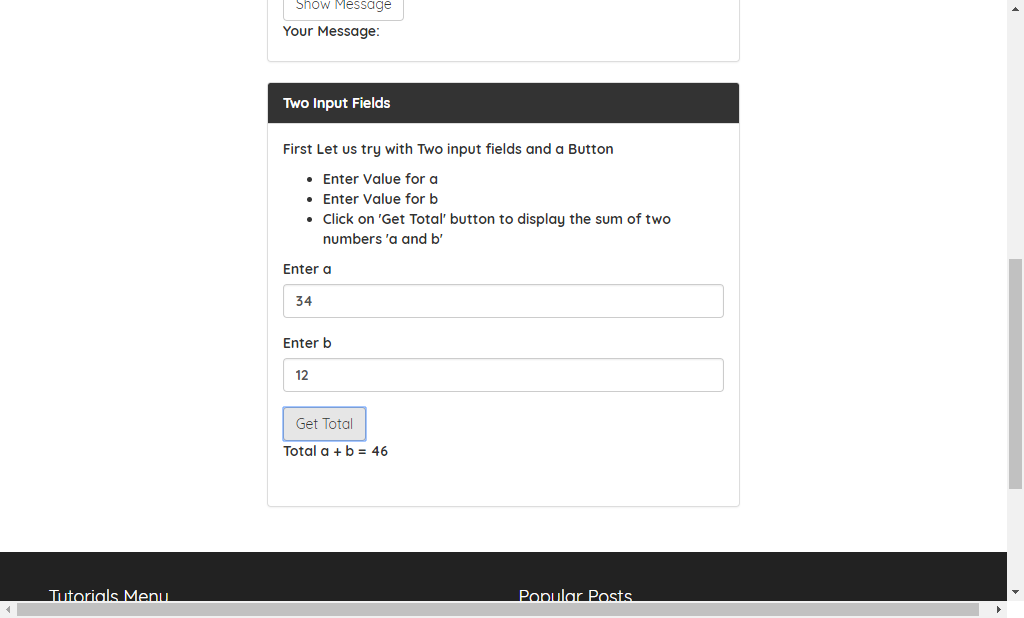 Show Message
Your Message:
Two Input Fields
First Let us try with Two input fields and a Button
Enter Value for a
Enter Value for b
Click on 'Get Total' button to display the sum of two
numbers 'a and b'
Enter a
34
Enter b
12
Get Total
Total a + b = 46
Tutorials Menu
Popular Posts